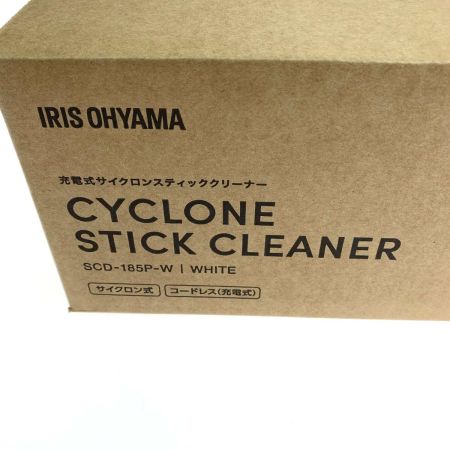 IRIS OHYAMA
充電式サイクロンスティッククリーナー
CYCLONE
STICK CLEANER
SCD-185P-W | WHITE
サイクロン式 コードレス(充電式)